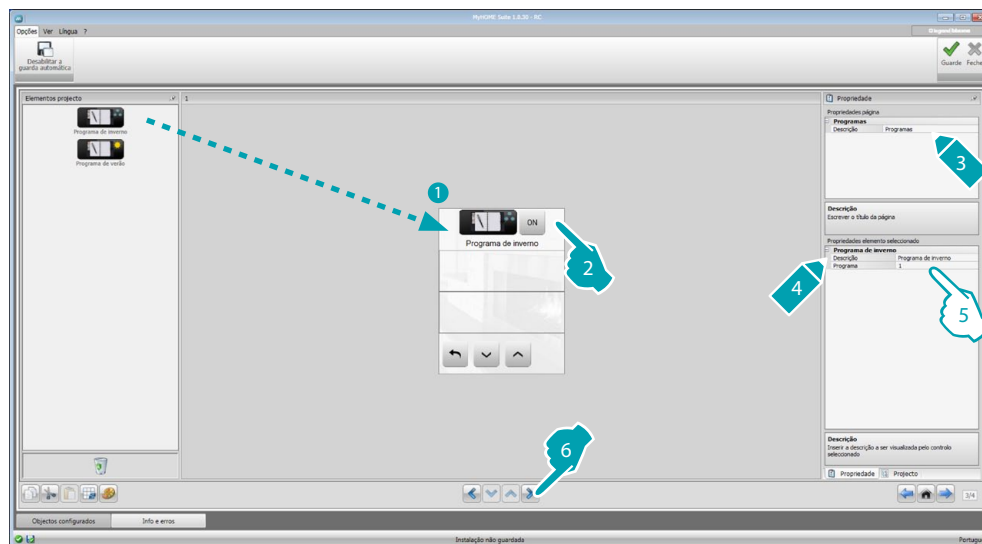 MyHOME Suite 1.0.30 - RC
Opções Ver Língua ?
Desabilitar a
guarda automática
Guarde Feche
Elementos projecto
1
Propriedade
Programa de inverno
Programa de verão
Propriedades página
Programas
Descrição Programas
3
Descrição
Escrever o título da página
1
ON
Programa de inverno
2
Propriedades elemento seleccionado
Programa de inverno
Descrição Programa de inverno
Programa 1
4
5
6
Descrição
Inserir a descrição a ser visualizada pelo controlo
seleccionado
Propriedade Projecto
3/4
Objectos configurados Info e erros
Instalação não guardada